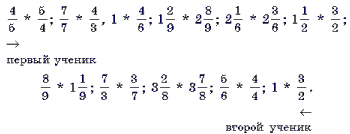 4/5 * 5/4; 7/7 * 4/3, 1 * 4/6; 1 2/9 * 2 8/9; 2 1/6 * 2 3/6; 1 1/2 * 3/2;
→
первый ученик
8/9 * 1 1/9; 7/3 * 3/7; 3 2/8 * 3 7/8; 6/6 * 4/4; 1 * 3/2.
←
второй ученик